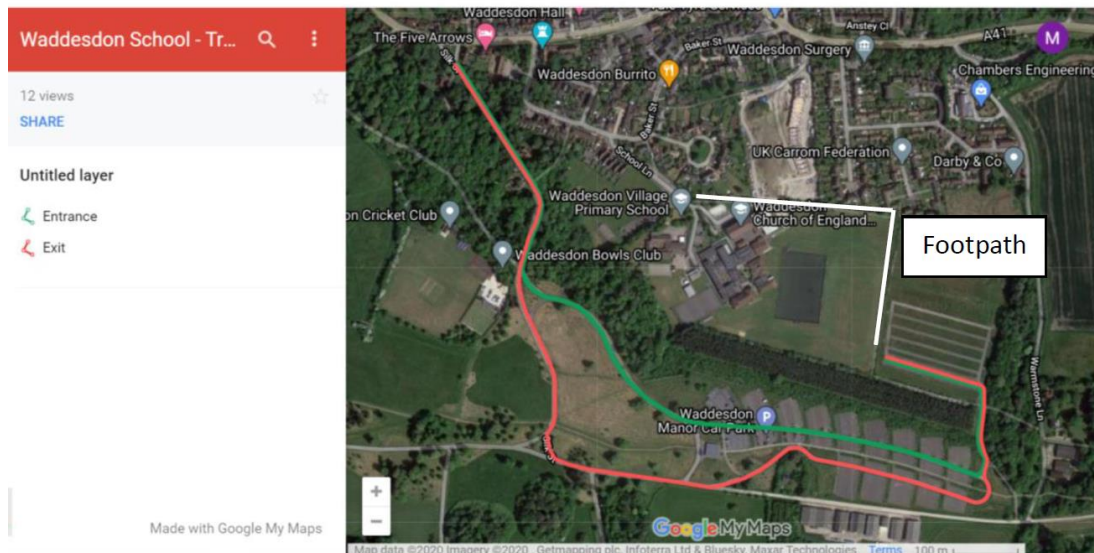 Waddesdon School - Tr...
12 views
SHARE
Untitled layer
Entrance
Exit
Made with Google My Maps
Waddesdon Hall
The Five Arrows
Silk St
Anstey Cl
A41
M
Baker St
Waddesdon Surgery
Waddesdon Burrito
Chambers Engineering
Baker St
School Ln
UK Carrom Federation
Darby & Co
Waddesdon Village
Primary School
Waddesdon
Church of England...
on Cricket Club
Waddesdon Bowls Club
Footpath
Warmstone Ln
Waddesdon
Manor Car Park
P
+
−
Google My Maps
Map data ©2020 Imagery ©2020 , Getmapping plc, Infoterra Ltd & Bluesky, Maxar Technologies
Terms
100 m